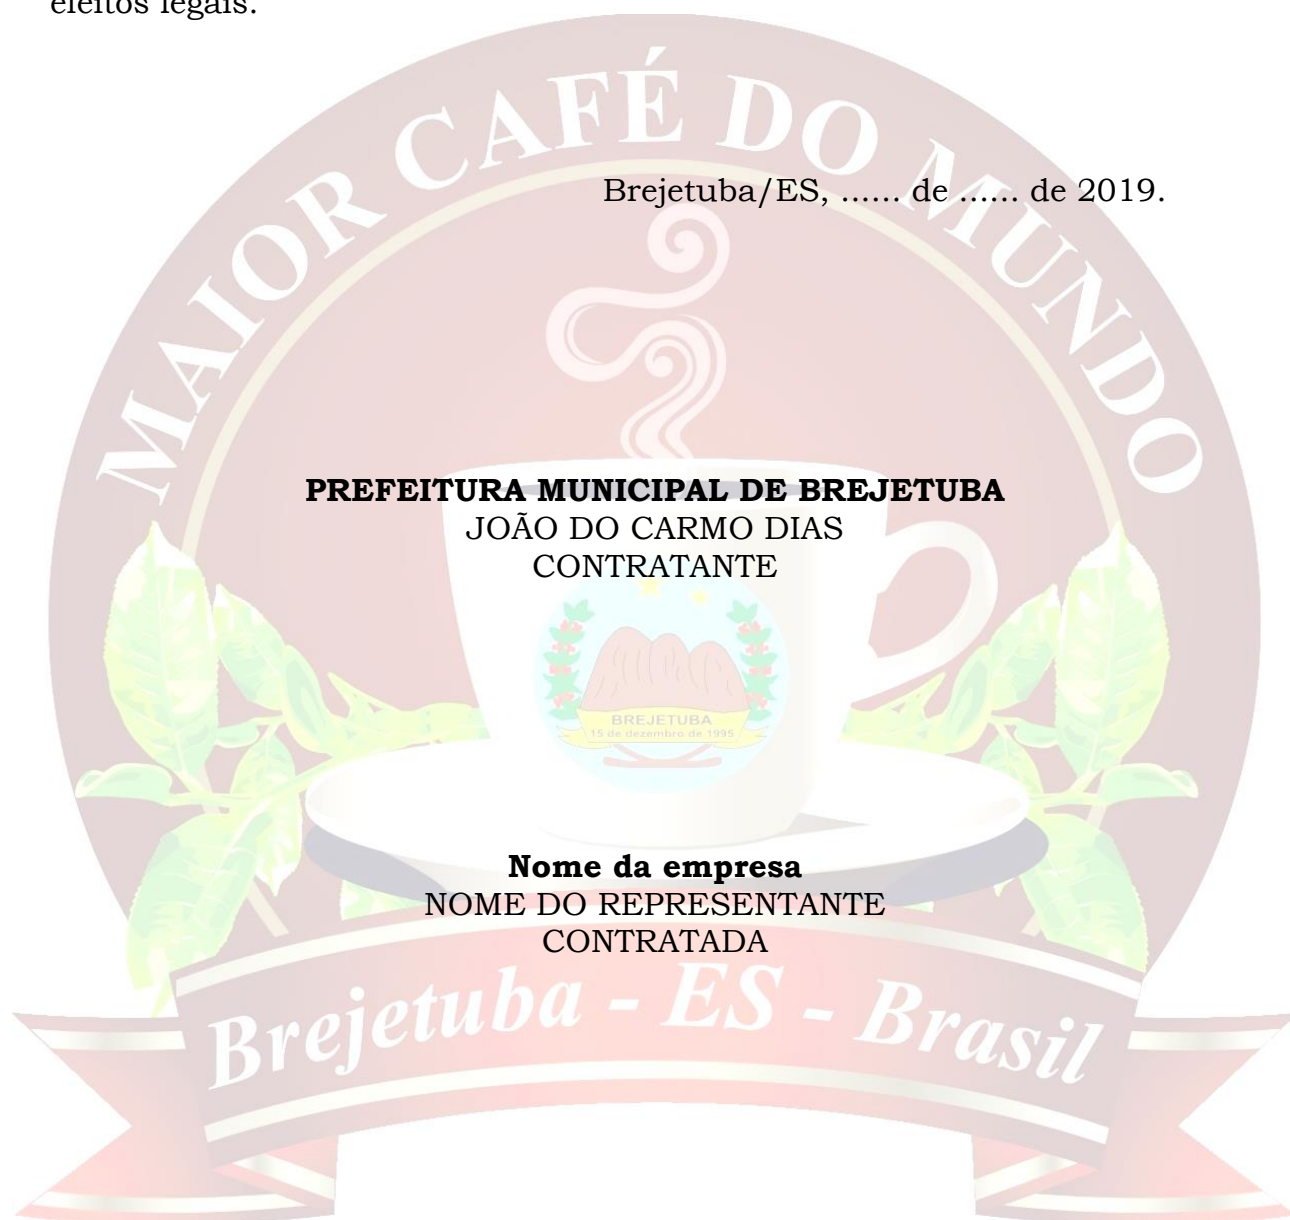 efeitos legais.
MAIOR CAFÉ DO MUNDO
Brejetuba/ES, ...... de ...... de 2019.
PREFEITURA MUNICIPAL DE BREJETUBA
JOÃO DO CARMO DIAS
CONTRATANTE
BREJETUBA
15 de dezembro de 1995
Nome da empresa
NOME DO REPRESENTANTE
CONTRATADA
Brejetuba - ES - Brasil